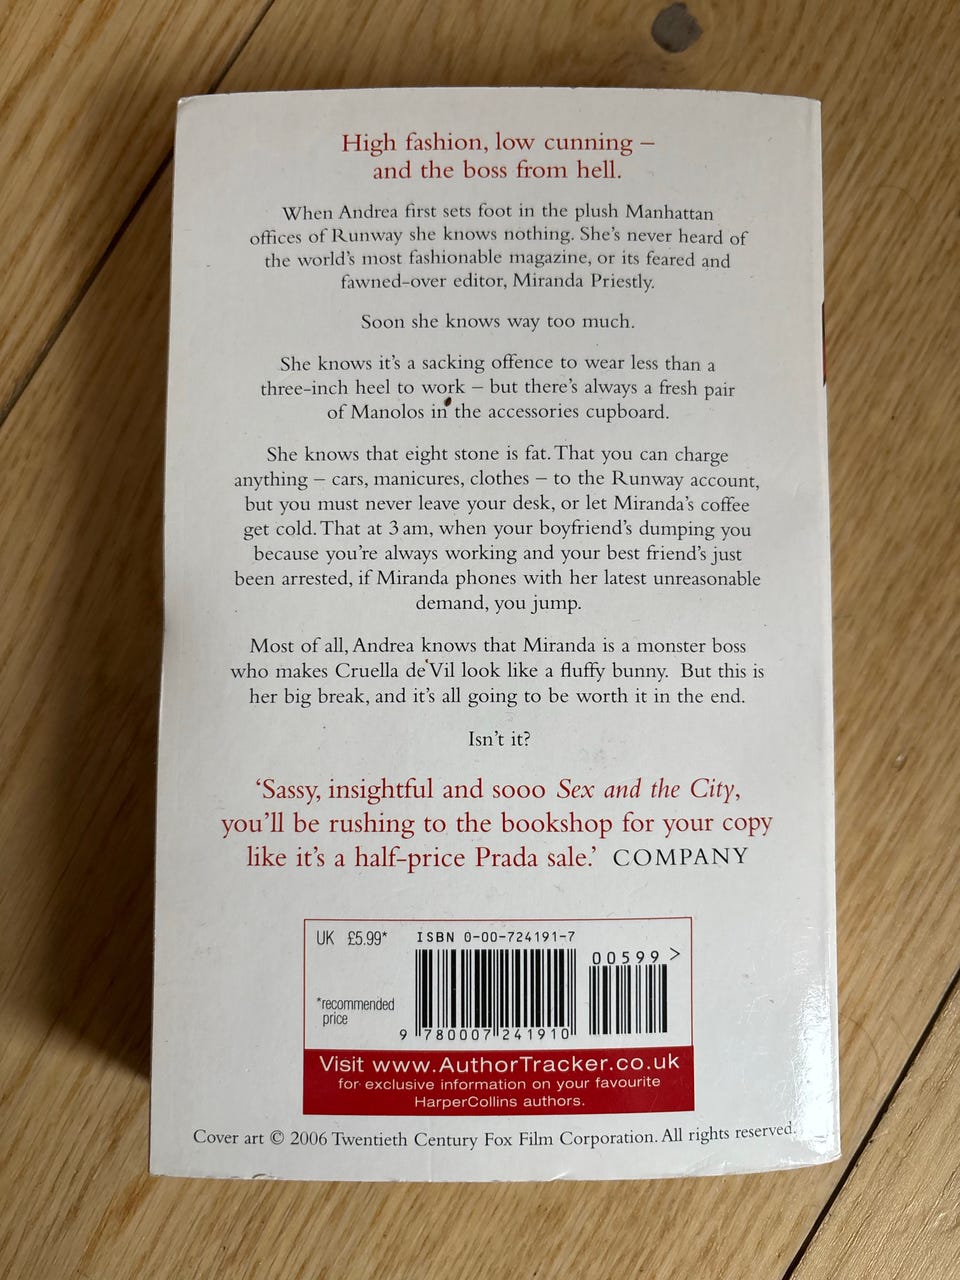 High fashion, low cunning –
and the boss from hell.
When Andrea first sets foot in the plush Manhattan
offices of Runway she knows nothing. She's never heard of
the world's most fashionable magazine, or its feared and
fawned-over editor, Miranda Priestly.
Soon she knows way too much.
She knows it's a sacking offence to wear less than a
three-inch heel to work – but there's always a fresh pair
of Manolos in the accessories cupboard.
She knows that eight stone is fat. That you can charge
anything – cars, manicures, clothes – to the Runway account,
but you must never leave your desk, or let Miranda's coffee
get cold. That at 3 am, when your boyfriend's dumping you
because you're always working and your best friend's just
been arrested, if Miranda phones with her latest unreasonable
demand, you jump.
Most of all, Andrea knows that Miranda is a monster boss
who makes Cruella de Vil look like a fluffy bunny. But this is
her big break, and it's all going to be worth it in the end.
Isn't it?
'Sassy, insightful and sooo Sex and the City,
you'll be rushing to the bookshop for your copy
like it's a half-price Prada sale.' COMPANY
UK £5.99* ISBN 0-00-724191-7
00599 >
*recommended
price
9 780007 241910
Visit www.AuthorTracker.co.uk
for exclusive information on your favourite
HarperCollins authors.
Cover art © 2006 Twentieth Century Fox Film Corporation. All rights reserved.